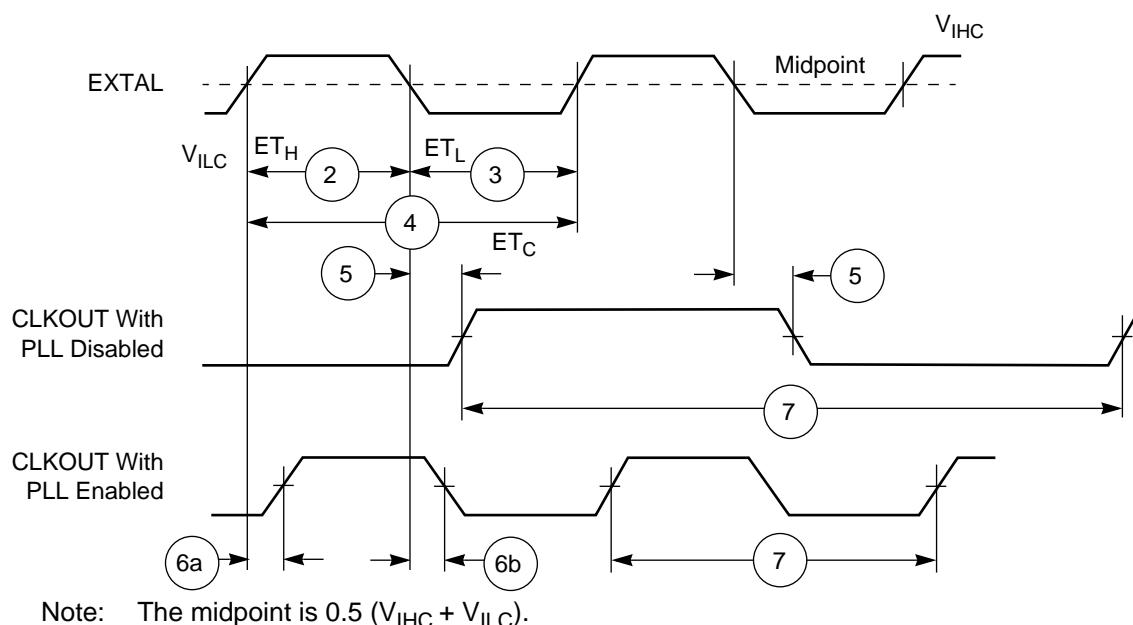 V_IHC
EXTAL
Midpoint
V_ILC
ET_H
2
ET_L
3
4
ET_C
5
5
CLKOUT With
PLL Disabled
7
CLKOUT With
PLL Enabled
6a
6b
7
Note: The midpoint is 0.5 (V_IHC + V_ILC).